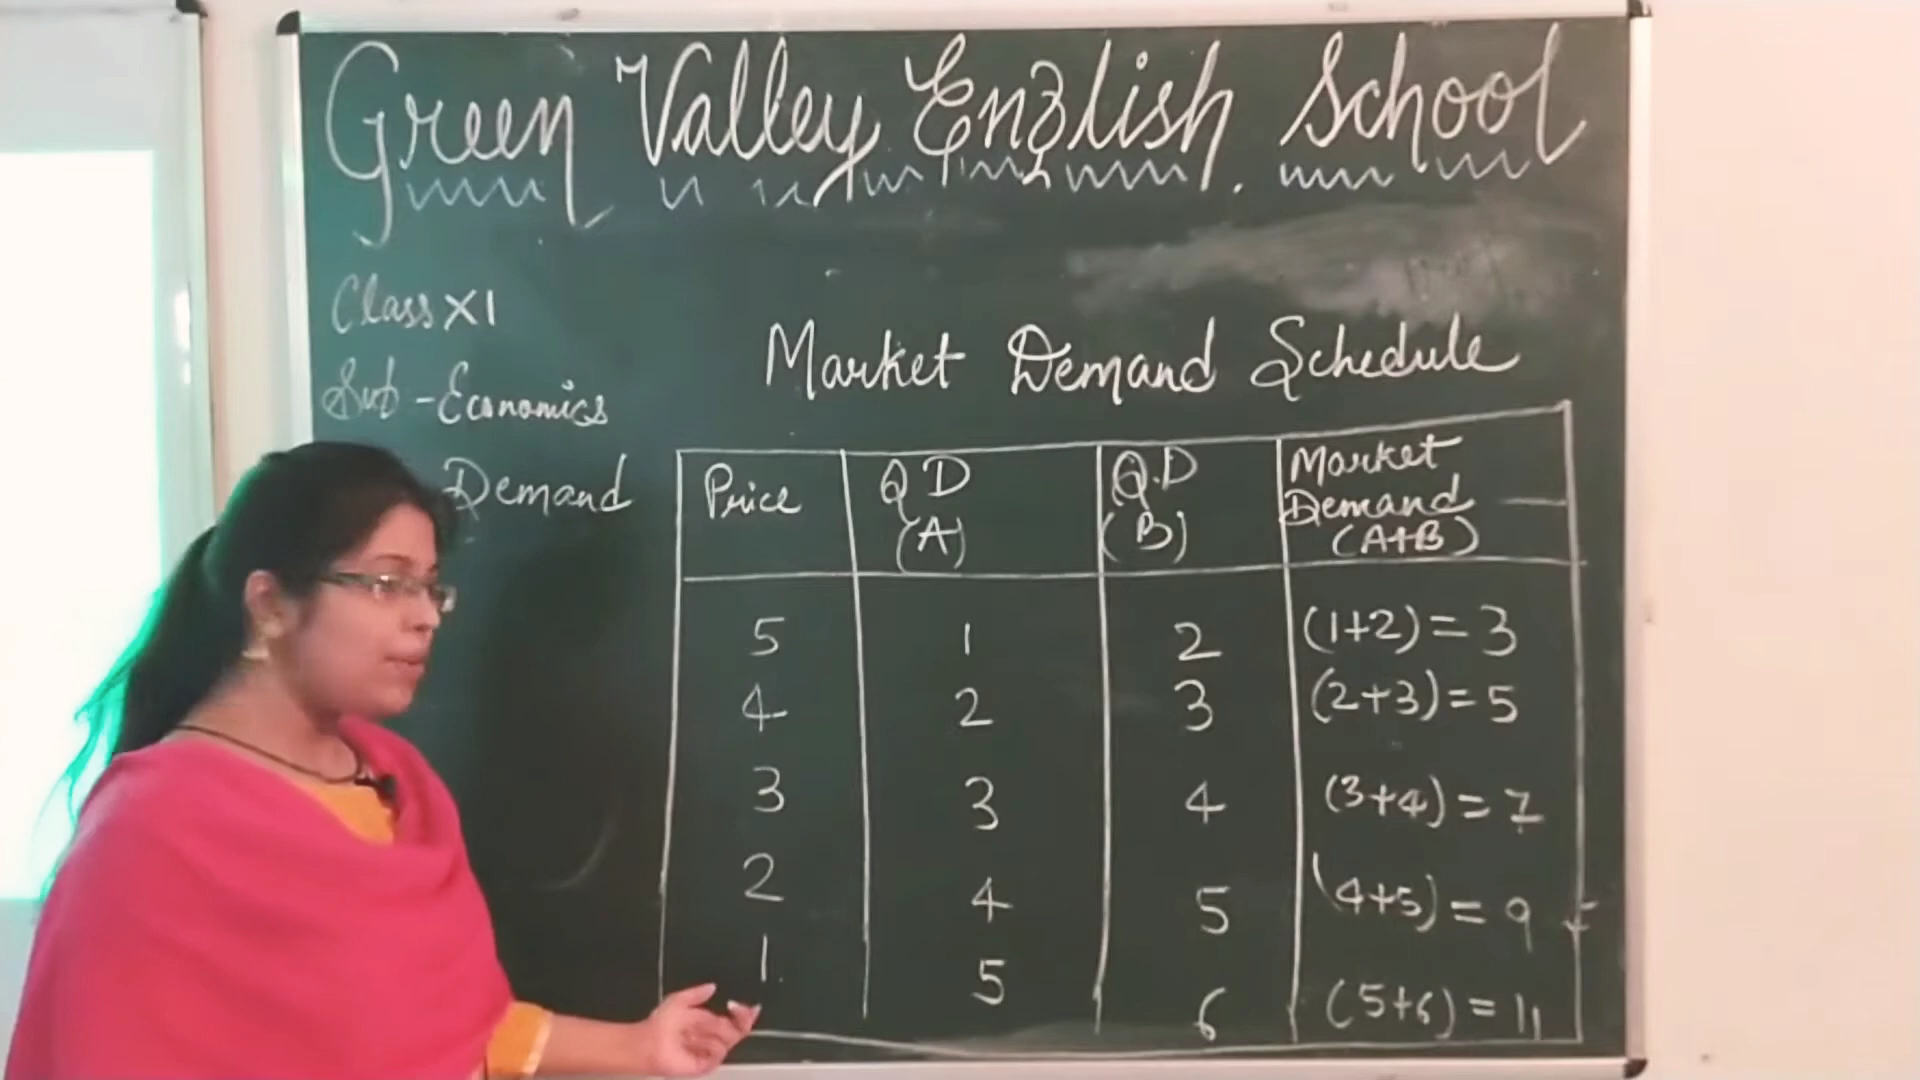 Green Valley English School
Class XI
Sub - Economics
Demand
Market Demand Schedule
Price QD (A) Q.D (B) Market Demand (A+B)
5 1 2 (1+2) = 3
4 2 3 (2+3) = 5
3 3 4 (3+4) = 7
2 4 5 (4+5) = 9
1 5 6 (5+6) = 11